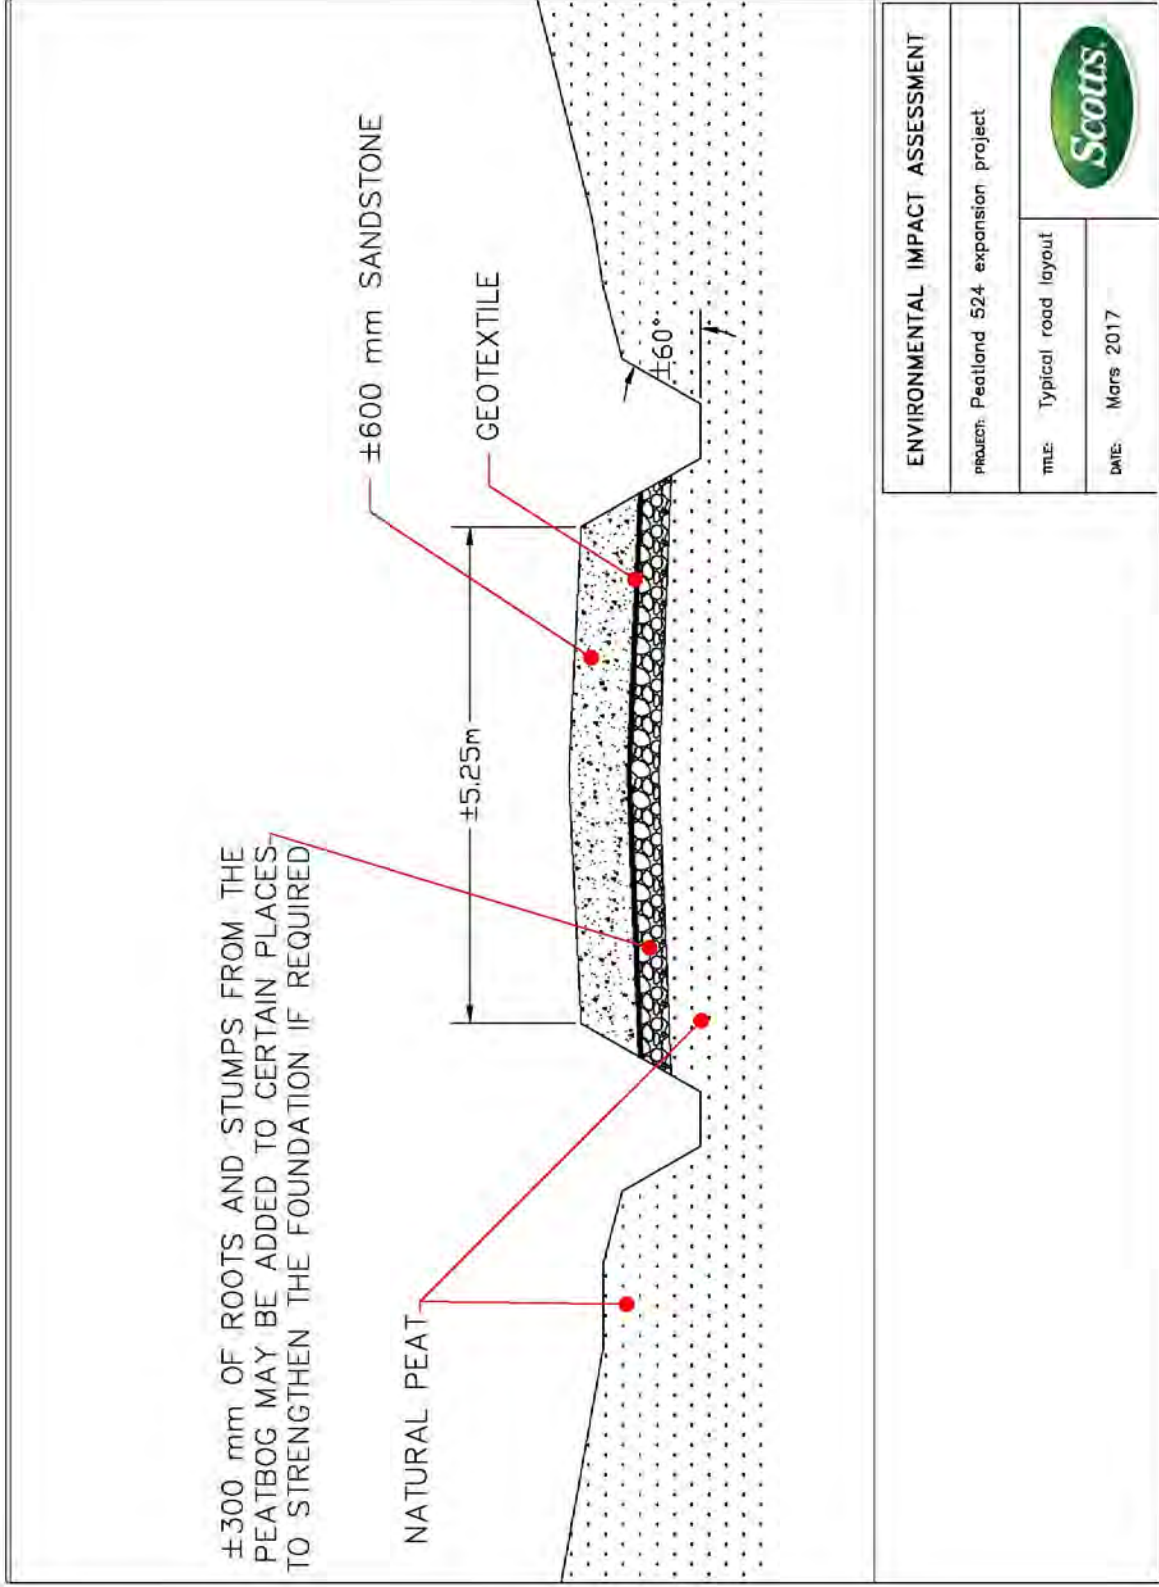 ±300 mm OF ROOTS AND STUMPS FROM THE
PEATBOG MAY BE ADDED TO CERTAIN PLACES
TO STRENGTHEN THE FOUNDATION IF REQUIRED
±600 mm SANDSTONE
NATURAL PEAT
±5.25m
GEOTEXTILE
±60°
ENVIRONMENTAL IMPACT ASSESSMENT
PROJECT: Peatland 524 expansion project
TITLE: Typical road layout
DATE: Mars 2017
Scotts.